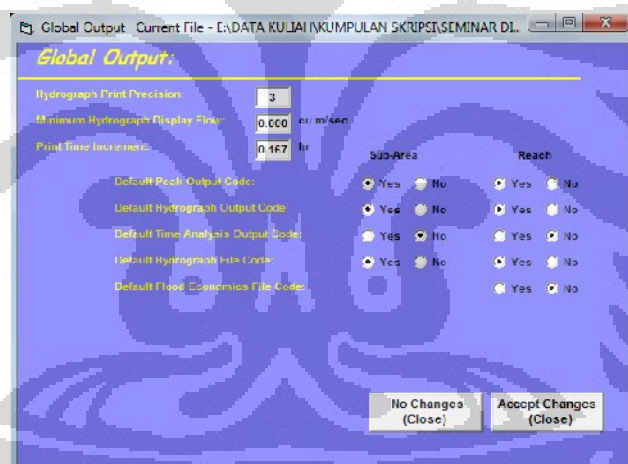 Global Output Current File - E:\DATA KULIAH\KUMPULAN SKRIPSI\SEMINAR DI...
Global Output:
Hydrograph Print Precision: 3
Minimum Hydrograph Display Flow: 0.000 cu m/sec
Print Time Increment: 0.167 hr
Sub-Area Reach
Default Peak Output Code: Yes No Yes No
Default Hydrograph Output Code Yes No Yes No
Default Time Analysis Output Code: Yes No Yes No
Default Hydrograph File Code: Yes No Yes No
Default Flood Economics File Code: Yes No
No Changes (Close) Accept Changes (Close)